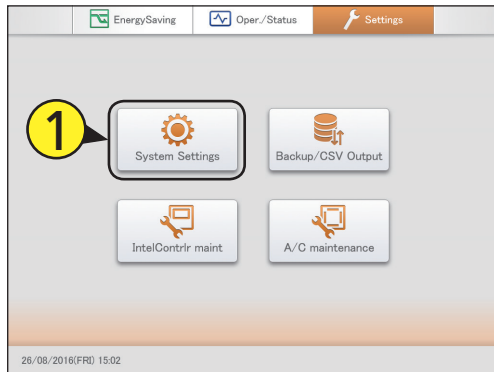 EnergySaving Oper./Status Settings
1
System Settings Backup/CSV Output
IntelContrlr maint A/C maintenance
26/08/2016(FRI) 15:02